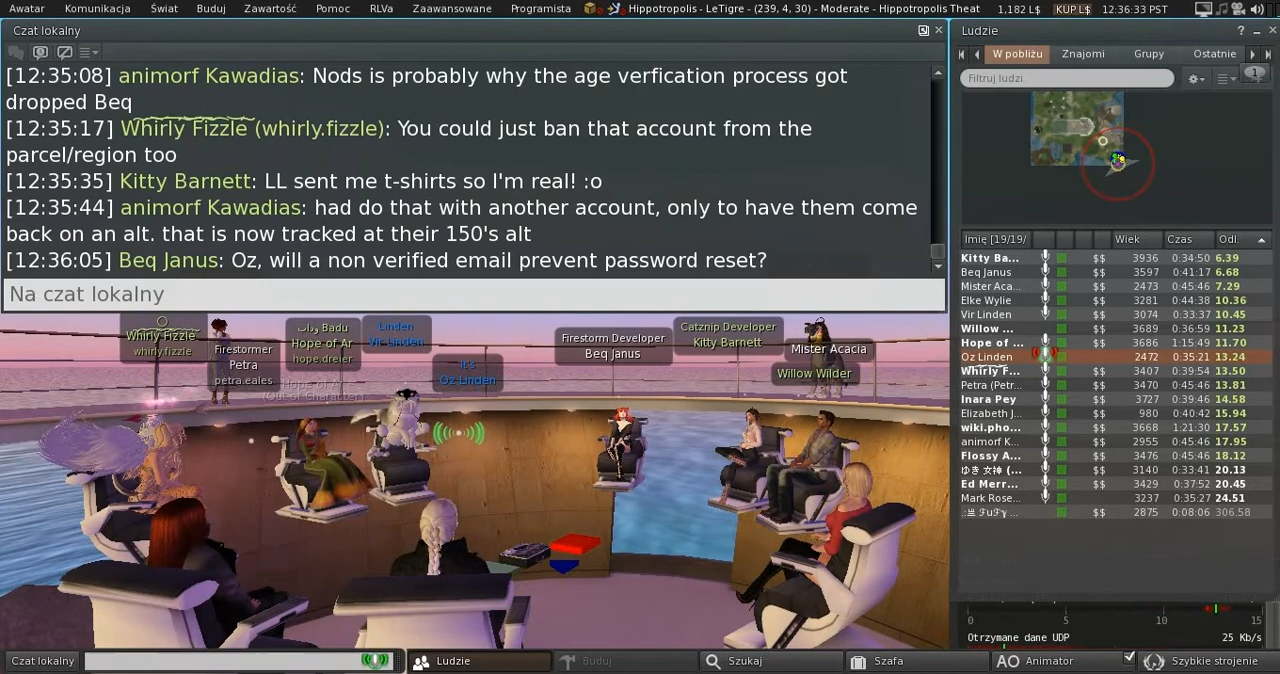 Awatar Komunikacja Świat Buduj Zawartość Pomoc RLVa Zaawansowane Programista Hippotropolis - LeTigre - (239, 4, 30) - Moderate - Hippotropolis Theat 1,182 L$ KUP L$ 12:36:33 PST
Czat lokalny
[12:35:08] animorf Kawadias: Nods is probably why the age verfication process got
dropped Beq
[12:35:17] Whirly Fizzle (whirly.fizzle): You could just ban that account from the
parcel/region too
[12:35:35] Kitty Barnett: LL sent me t-shirts so I'm real! :o
[12:35:44] animorf Kawadias: had do that with another account, only to have them come
back on an alt. that is now tracked at their 150's alt
[12:36:05] Beq Janus: Oz, will a non verified email prevent password reset?
Na czat lokalny
Whirly Fizzle
whirly.fizzle
Firestormer
Petra
petra.eales
وداب Badu
Hope of Ar
hope.dreier
Hope of A
(Out of Character)
Linden
Vir Linden
It's
Oz Linden
Firestorm Developer
Beq Janus
Catznip Developer
Kitty Barnett
Mister Acacia
Willow Wilder
Ludzie
W pobliżu Znajomi Grupy Ostatnie
Filtruj ludzi
1
Imię [19/19/ Wiek Czas Odl.
Kitty Ba... $$ 3936 0:34:50 6.39
Beq Janus $$ 3597 0:41:17 6.68
Mister Aca... $$ 2473 0:45:46 7.29
Elke Wylie $$ 3281 0:44:38 10.36
Vir Linden $$ 3074 0:33:37 10.45
Willow ... $$ 3689 0:36:59 11.23
Hope of ... $$ 3686 1:15:49 11.70
Oz Linden 2472 0:35:21 13.24
Whirly F... $$ 3407 0:39:54 13.50
Petra (Petr... $$ 3470 0:45:46 13.81
Inara Pey $$ 3727 0:39:46 14.58
Elizabeth J... $$ 980 0:40:42 15.94
wiki.pho... $$ 3668 1:21:30 17.57
animorf K... $$ 2955 0:45:46 17.95
Flossy A... $$ 3476 0:45:46 18.12
ゆき 女神 (... $$ 3140 0:33:41 20.13
Ed Merr... $$ 3429 0:37:52 20.45
Mark Rose... 3237 0:35:27 24.51
$$ 2875 0:08:06 306.58
0 5 10 15
Otrzymane dane UDP 25 Kb/s
Czat lokalny Ludzie Buduj Szukaj Szafa AO Animator Szybkie strojenie